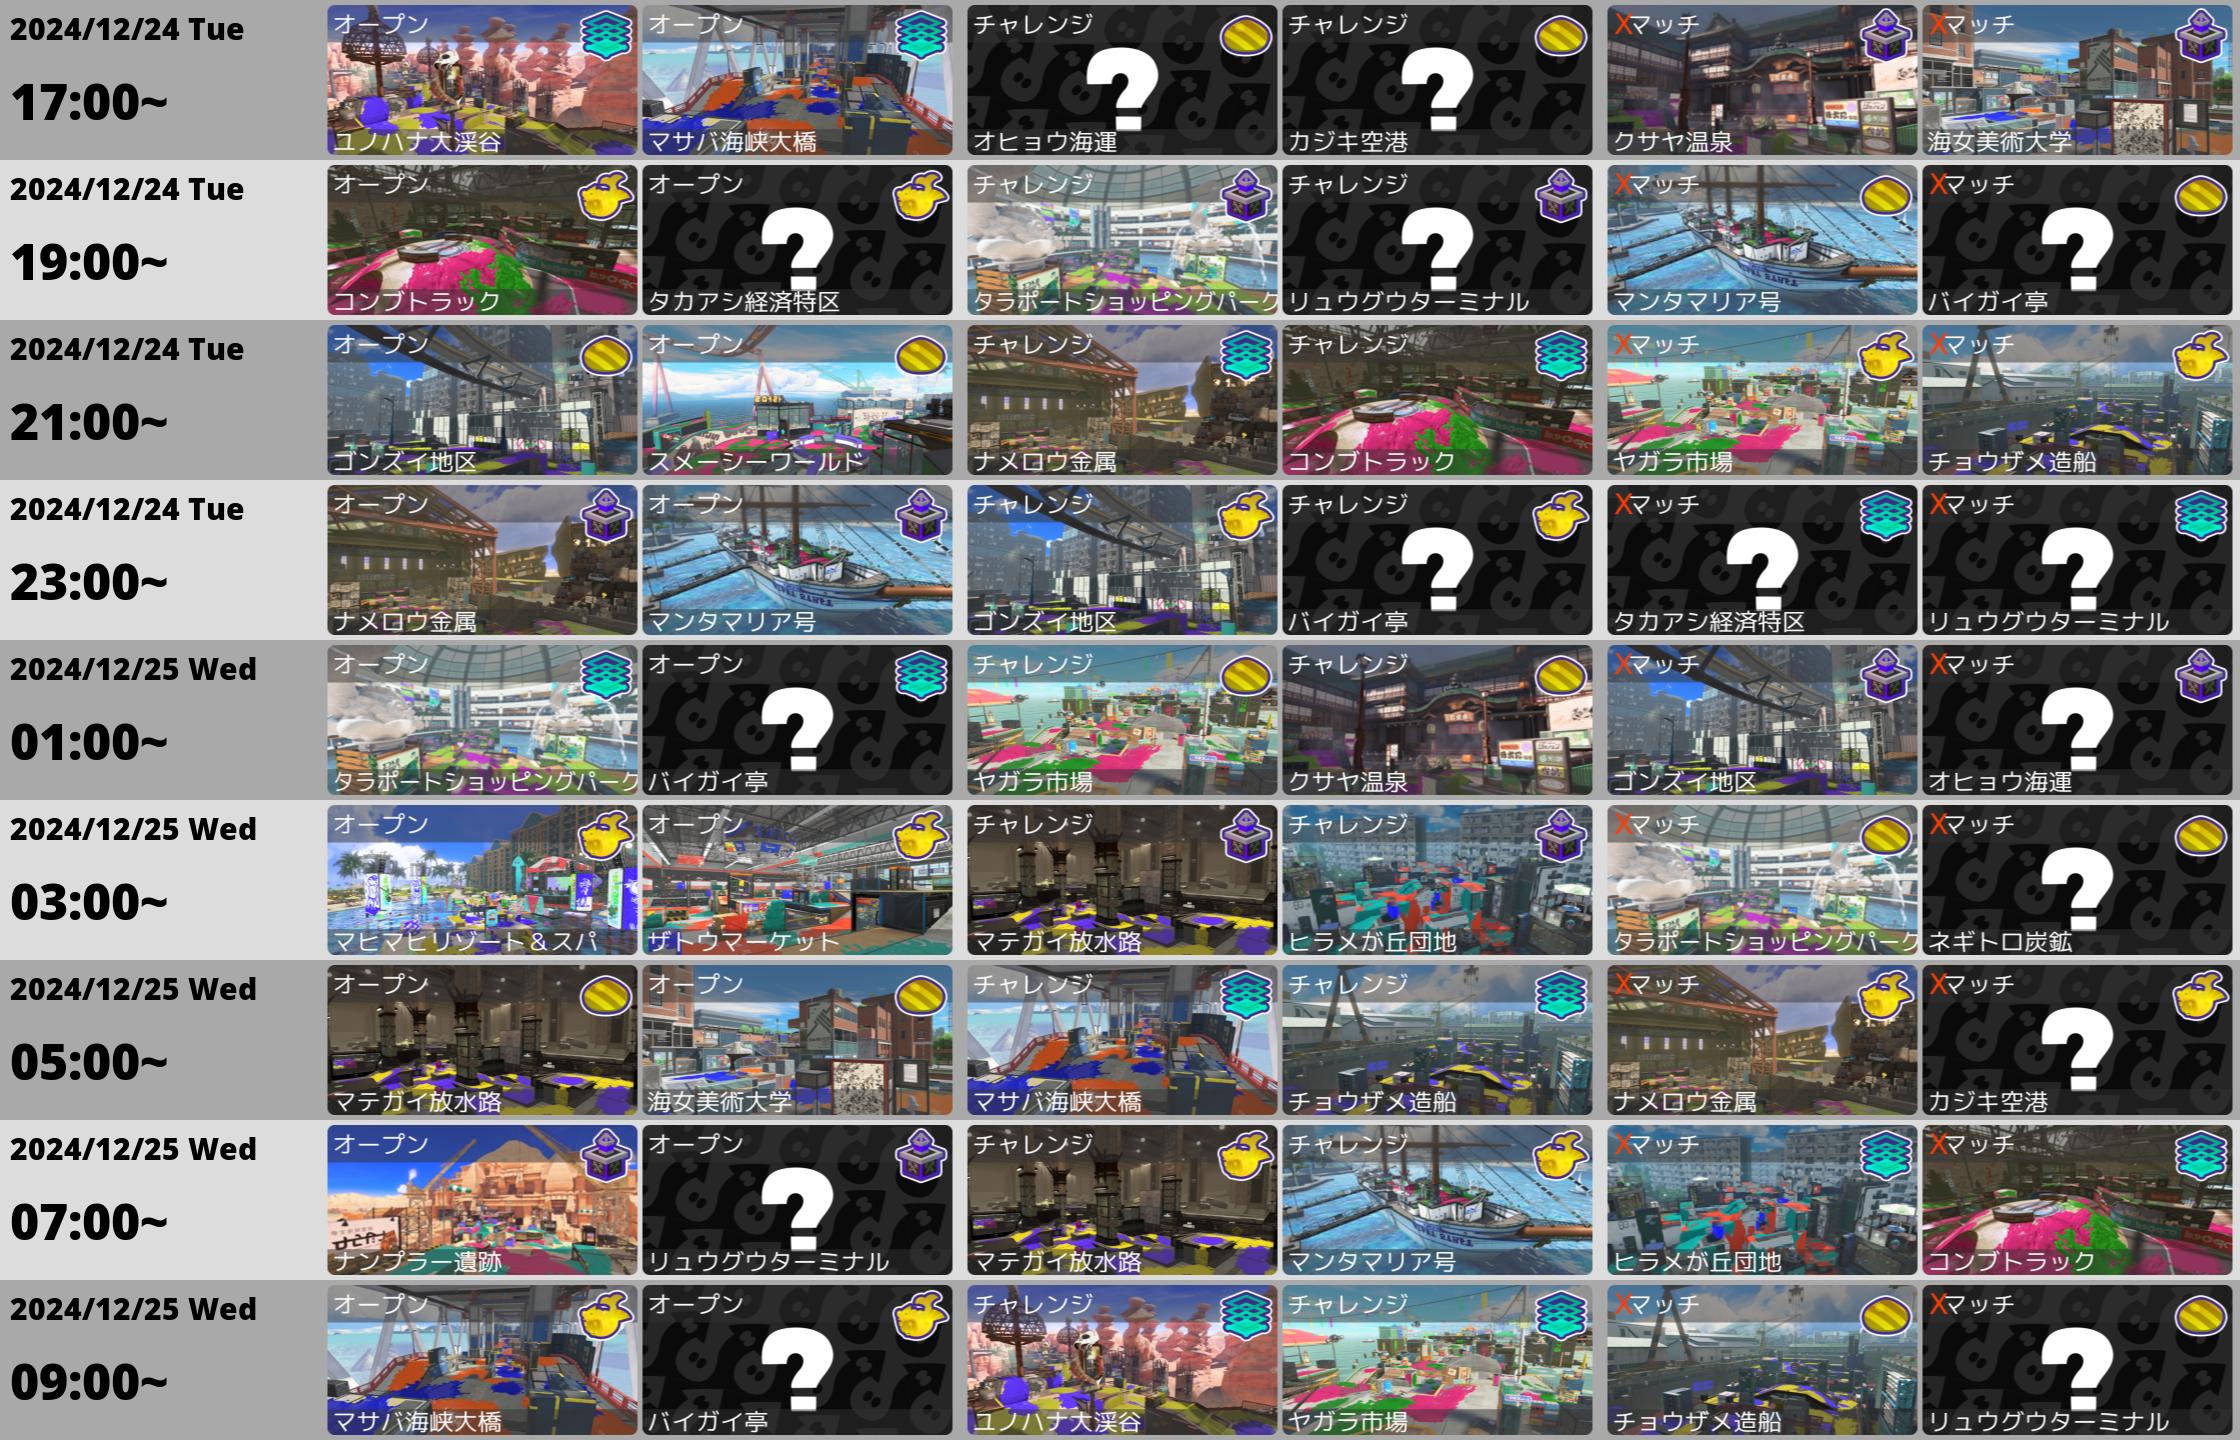 2024/12/24 Tue
17:00~
オープン
ユノハナ大渓谷
オープン
マサバ海峡大橋
チャレンジ
オヒョウ海運
チャレンジ
カジキ空港
Xマッチ
クサヤ温泉
Xマッチ
海女美術大学
2024/12/24 Tue
19:00~
オープン
コンブトラック
オープン
タカアシ経済特区
チャレンジ
タラポートショッピングパーク
チャレンジ
リュウグウターミナル
Xマッチ
マンタマリア号
Xマッチ
バイガイ亭
2024/12/24 Tue
21:00~
オープン
ゴンズイ地区
オープン
スメーシーワールド
チャレンジ
ナメロウ金属
チャレンジ
コンブトラック
Xマッチ
ヤガラ市場
Xマッチ
チョウザメ造船
2024/12/24 Tue
23:00~
オープン
ナメロウ金属
オープン
マンタマリア号
チャレンジ
ゴンズイ地区
チャレンジ
バイガイ亭
Xマッチ
タカアシ経済特区
Xマッチ
リュウグウターミナル
2024/12/25 Wed
01:00~
オープン
タラポートショッピングパーク
オープン
バイガイ亭
チャレンジ
ヤガラ市場
チャレンジ
クサヤ温泉
Xマッチ
ゴンズイ地区
Xマッチ
オヒョウ海運
2024/12/25 Wed
03:00~
オープン
マヒマヒリゾート&スパ
オープン
ザトウマーケット
チャレンジ
マテガイ放水路
チャレンジ
ヒラメが丘団地
Xマッチ
タラポートショッピングパーク
Xマッチ
ネギトロ炭鉱
2024/12/25 Wed
05:00~
オープン
マテガイ放水路
オープン
海女美術大学
チャレンジ
マサバ海峡大橋
チャレンジ
チョウザメ造船
Xマッチ
ナメロウ金属
Xマッチ
カジキ空港
2024/12/25 Wed
07:00~
オープン
ナンプラー遺跡
オープン
リュウグウターミナル
チャレンジ
マテガイ放水路
チャレンジ
マンタマリア号
Xマッチ
ヒラメが丘団地
Xマッチ
コンブトラック
2024/12/25 Wed
09:00~
オープン
マサバ海峡大橋
オープン
バイガイ亭
チャレンジ
ユノハナ大渓谷
チャレンジ
ヤガラ市場
Xマッチ
チョウザメ造船
Xマッチ
リュウグウターミナル